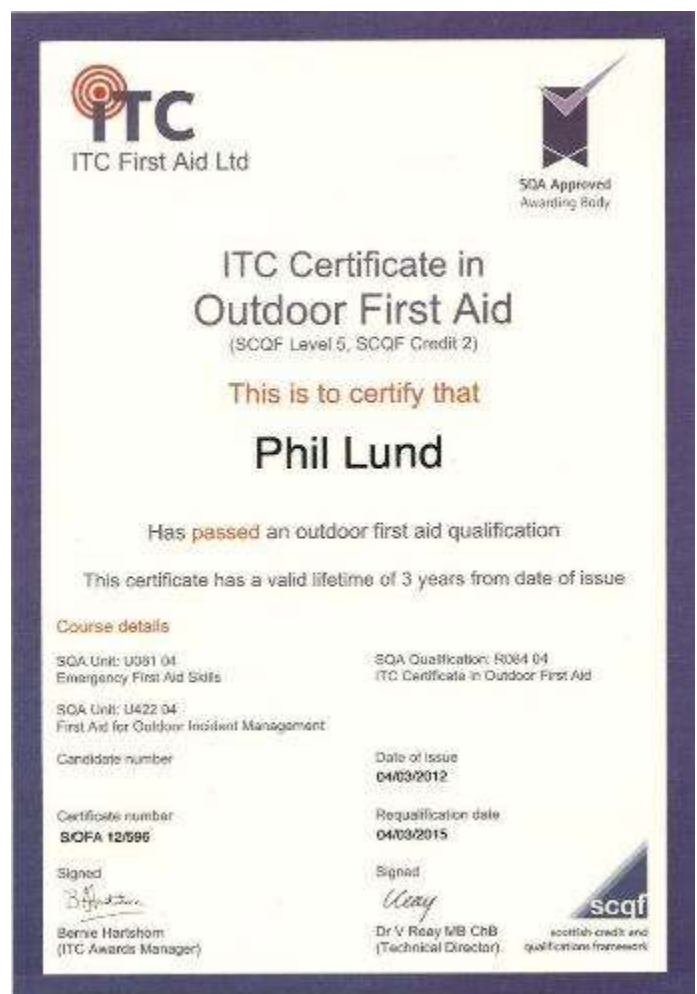 iTC
ITC First Aid Ltd
SQA Approved
Awarding Body
ITC Certificate in
Outdoor First Aid
(SCQF Level 5, SCQF Credit 2)
This is to certify that
Phil Lund
Has passed an outdoor first aid qualification
This certificate has a valid lifetime of 3 years from date of issue
Course details
SQA Unit: U081 04
Emergency First Aid Skills
SQA Qualification: R084 04
ITC Certificate in Outdoor First Aid
SQA Unit: U422 04
First Aid for Outdoor Incident Management
Candidate number
Date of Issue
04/03/2012
Certificate number
S/OFA 12/596
Requalification date
04/03/2015
Signed
Bernie Hartshorn
(ITC Awards Manager)
Signed
Dr V Reay MB ChB
(Technical Director)
scqf
scottish credit and
qualifications framework